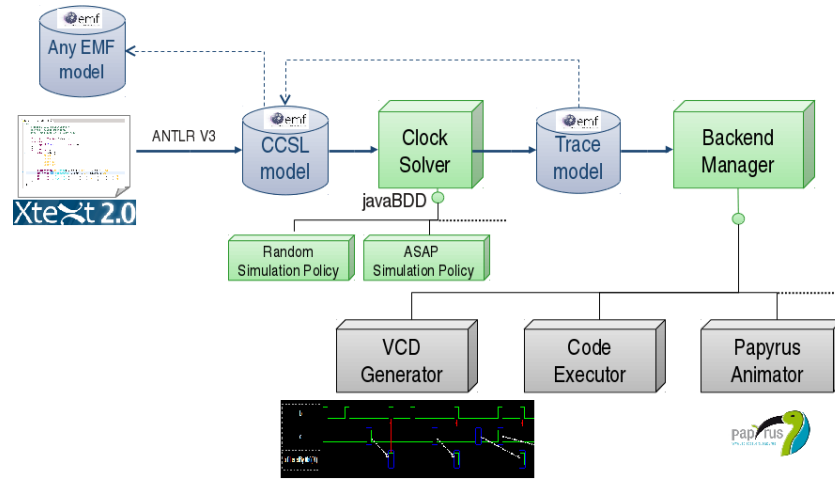 emf
Any EMF
model
ANTLR V3
Xtext 2.0
emf
CCSL
model
Clock
Solver
emf
Trace
model
Backend
Manager
javaBDD
Random
Simulation Policy
ASAP
Simulation Policy
VCD
Generator
Code
Executor
Papyrus
Animator
papyrus